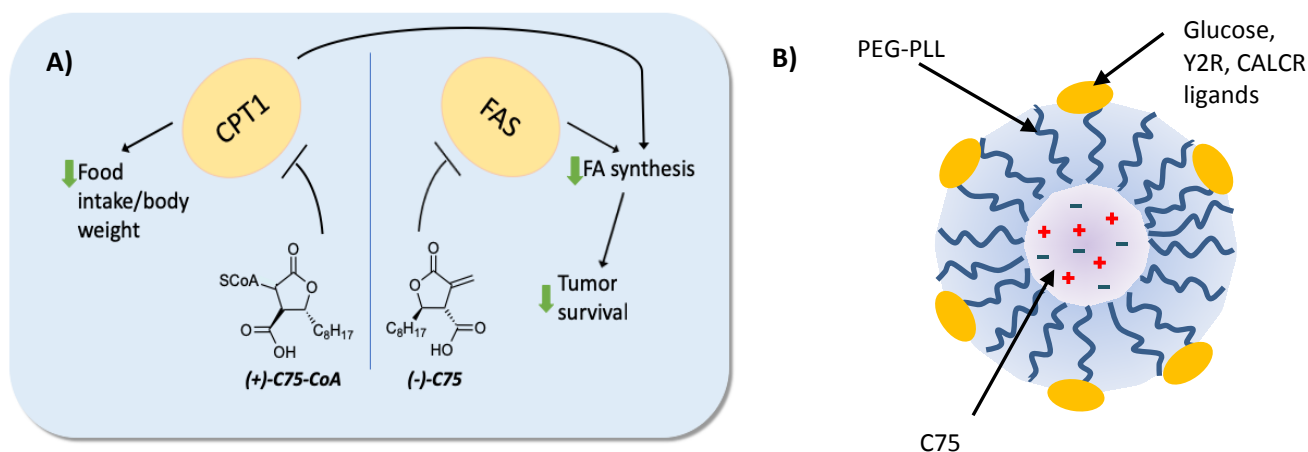 A)
CPT1
FAS
Food
intake/body
weight
FA synthesis
Tumor
survival
O
SCoA
O
C8H17
O
OH
(+)-C75-CoA
O
O
C8H17
O
HO
(-)-C75
B)
PEG-PLL
Glucose,
Y2R, CALCR
ligands
+
-
C75